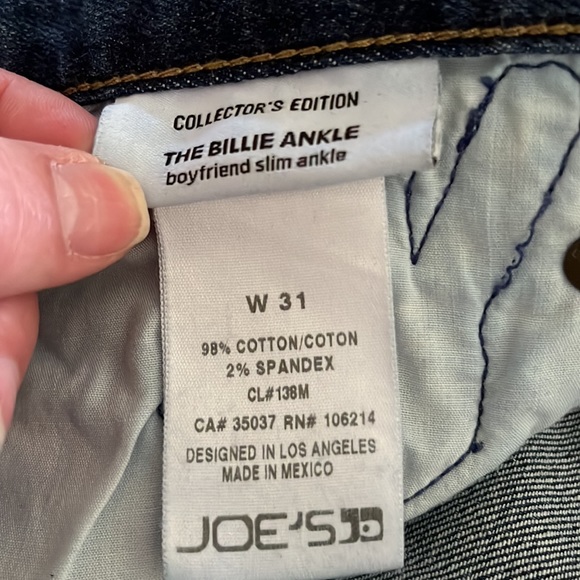 COLLECTOR'S EDITION
THE BILLIE ANKLE
boyfriend slim ankle
W 31
98% COTTON/COTON
2% SPANDEX
CL#138M
CA# 35037 RN# 106214
DESIGNED IN LOS ANGELES
MADE IN MEXICO
JOE'S